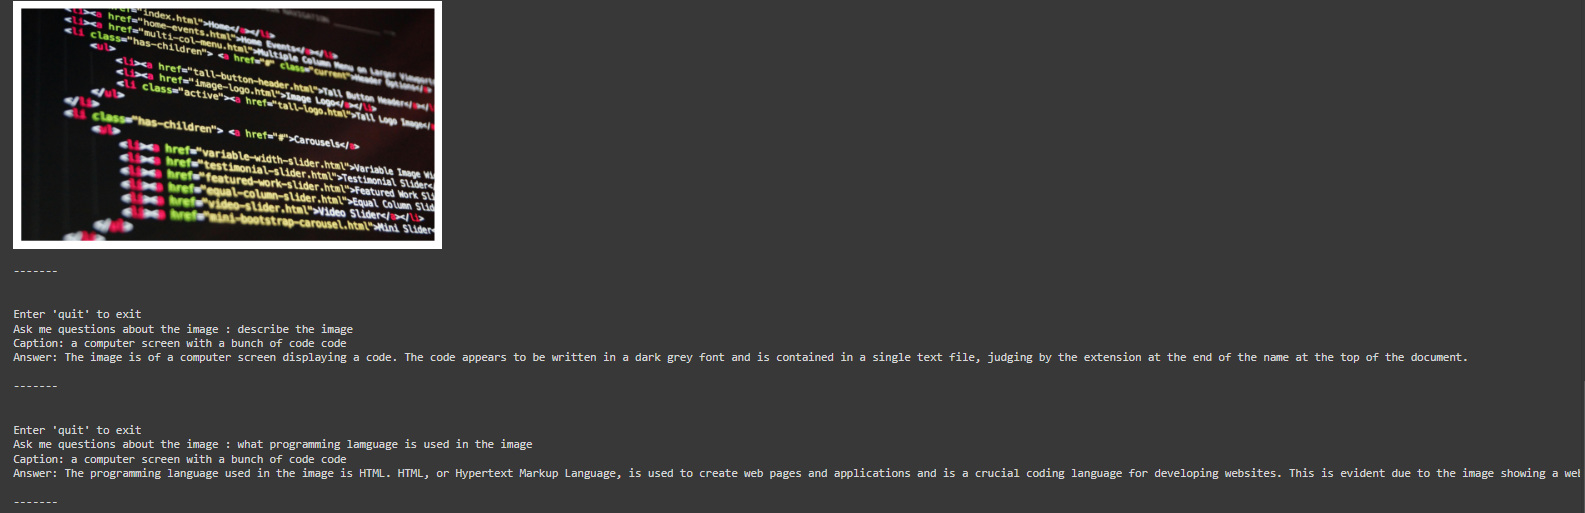 index.html">Home</a></li>
<li><a href="home-events.html">Home Events</a></li>
<li><a href="multi-col-menu.html">Multiple Column Menu on Larger
<li class="has-children"> <a href="#" class="current">Header Options</a>
<ul>
<li><a href="tall-button-header.html">Tall Button Header</a></li>
<li><a href="image-logo.html">Image Logo</a></li>
<li class="active"><a href="tall-logo.html">Tall Logo Image</
</ul>
</li>
<li class="has-children"> <a href="#">Carousels</a>
<ul>
<li><a href="variable-width-slider.html">Variable Image
<li><a href="testimonial-slider.html">Testimonial Slider<
<li><a href="featured-work-slider.html">Featured Work
<li><a href="equal-column-slider.html">Equal Column
<li><a href="video-slider.html">Video Slider</a></li>
<li><a href="mini-bootstrap-carousel.html">Mini Slider<
</ul>
</li>
-------
Enter 'quit' to exit
Ask me questions about the image : describe the image
Caption: a computer screen with a bunch of code code
Answer: The image is of a computer screen displaying a code. The code appears to be written in a dark grey font and is contained in a single text file, judging by the extension at the end of the name at the top of the document.
-------
Enter 'quit' to exit
Ask me questions about the image : what programming lamguage is used in the image
Caption: a computer screen with a bunch of code code
Answer: The programming language used in the image is HTML. HTML, or Hypertext Markup Language, is used to create web pages and applications and is a crucial coding language for developing websites. This is evident due to the image showing a
-------